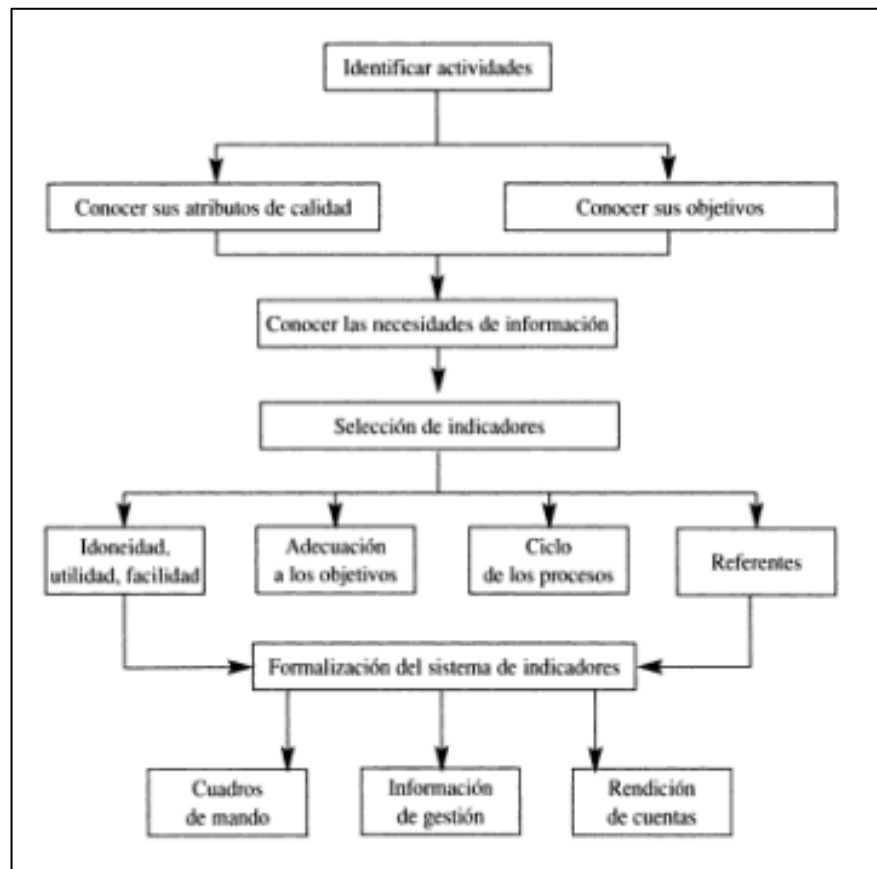 Identificar actividades
Conocer sus atributos de calidad
Conocer sus objetivos
Conocer las necesidades de información
Selección de indicadores
Idoneidad,
utilidad, facilidad
Adecuación
a los objetivos
Ciclo
de los procesos
Referentes
Formalización del sistema de indicadores
Cuadros
de mando
Información
de gestión
Rendición
de cuentas